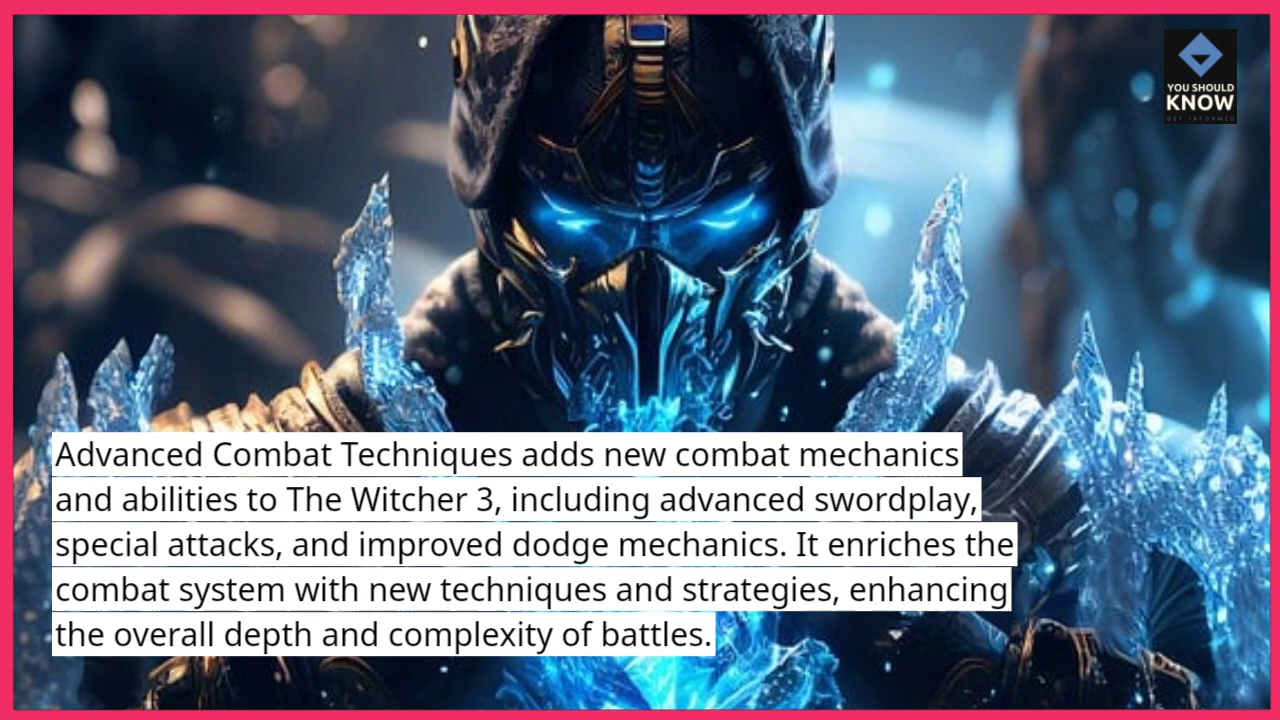 YOU SHOULD
KNOW
GET INFORMED
Advanced Combat Techniques adds new combat mechanics
and abilities to The Witcher 3, including advanced swordplay,
special attacks, and improved dodge mechanics. It enriches the
combat system with new techniques and strategies, enhancing
the overall depth and complexity of battles.